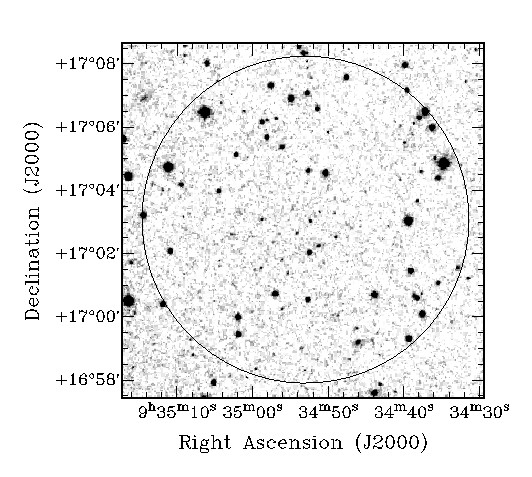 +17°08′
+17°06′
+17°04′
+17°02′
+17°00′
+16°58′
Declination (J2000)
9ʰ35ᵐ10ˢ 35ᵐ00ˢ 34ᵐ50ˢ 34ᵐ40ˢ 34ᵐ30ˢ
Right Ascension (J2000)